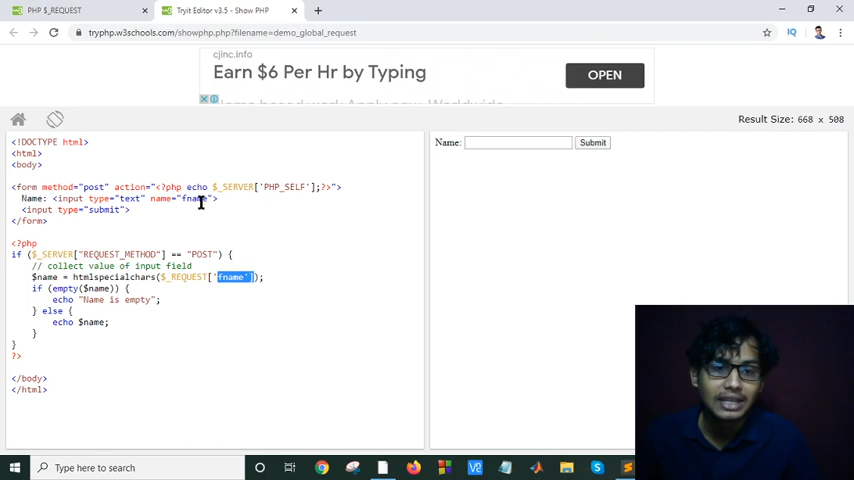 PHP $_REQUEST
Tryit Editor v3.5 - Show PHP
tryphp.w3schools.com/showphp.php?filename=demo_global_request
cjinc.info
Earn $6 Per Hr by Typing
OPEN
Result Size: 668 x 508
<!DOCTYPE html>
<html>
<body>
<form method="post" action="<?php echo $_SERVER['PHP_SELF'];?>">
Name: <input type="text" name="fname">
<input type="submit">
</form>
<?php
if ($_SERVER["REQUEST_METHOD"] == "POST") {
// collect value of input field
$name = htmlspecialchars($_REQUEST['fname']);
if (empty($name)) {
echo "Name is empty";
} else {
echo $name;
}
}
?>
</body>
</html>
Name:
Submit
Type here to search